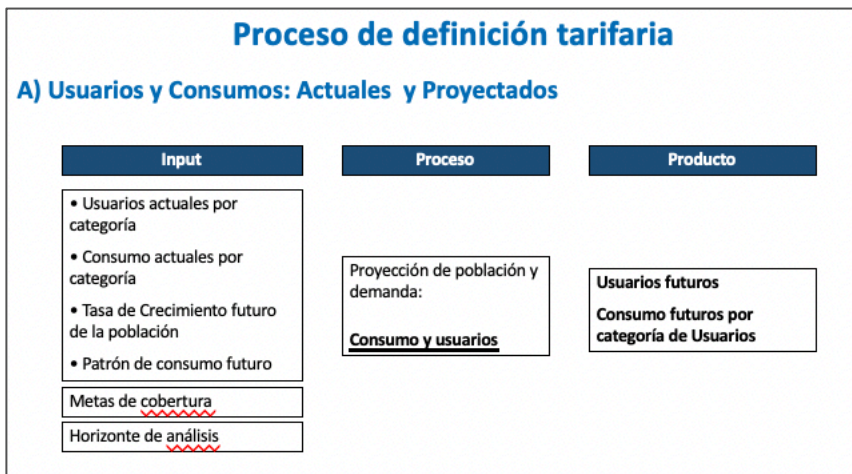 Proceso de definición tarifaria
A) Usuarios y Consumos: Actuales y Proyectados
Input
• Usuarios actuales por
categoría
• Consumo actuales por
categoría
• Tasa de Crecimiento futuro
de la población
• Patrón de consumo futuro
Metas de cobertura
Horizonte de análisis
Proceso
Proyección de población y
demanda:
Consumo y usuarios
Producto
Usuarios futuros
Consumo futuros por
categoría de Usuarios